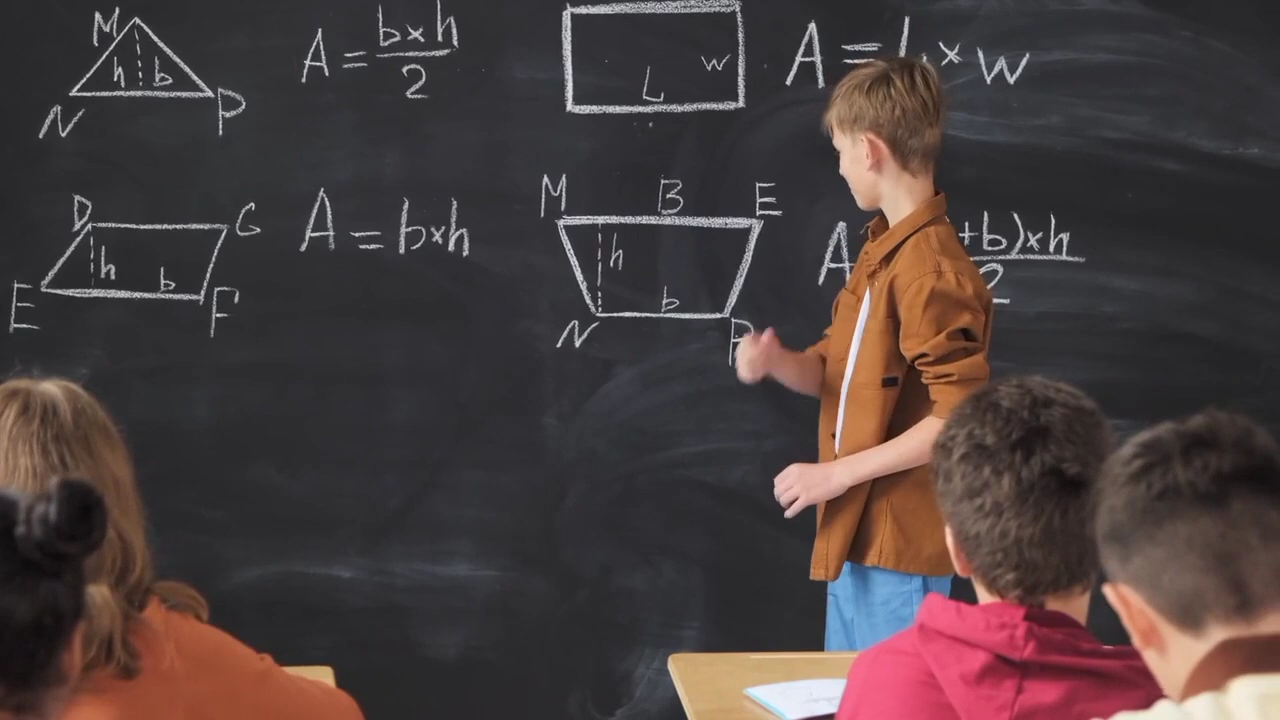 M
h b
N P
A = b×h
2
W
L
A = L × W
D G
h b
E F
A = b×h
M B E
h
b
N P
A +b)×h
2